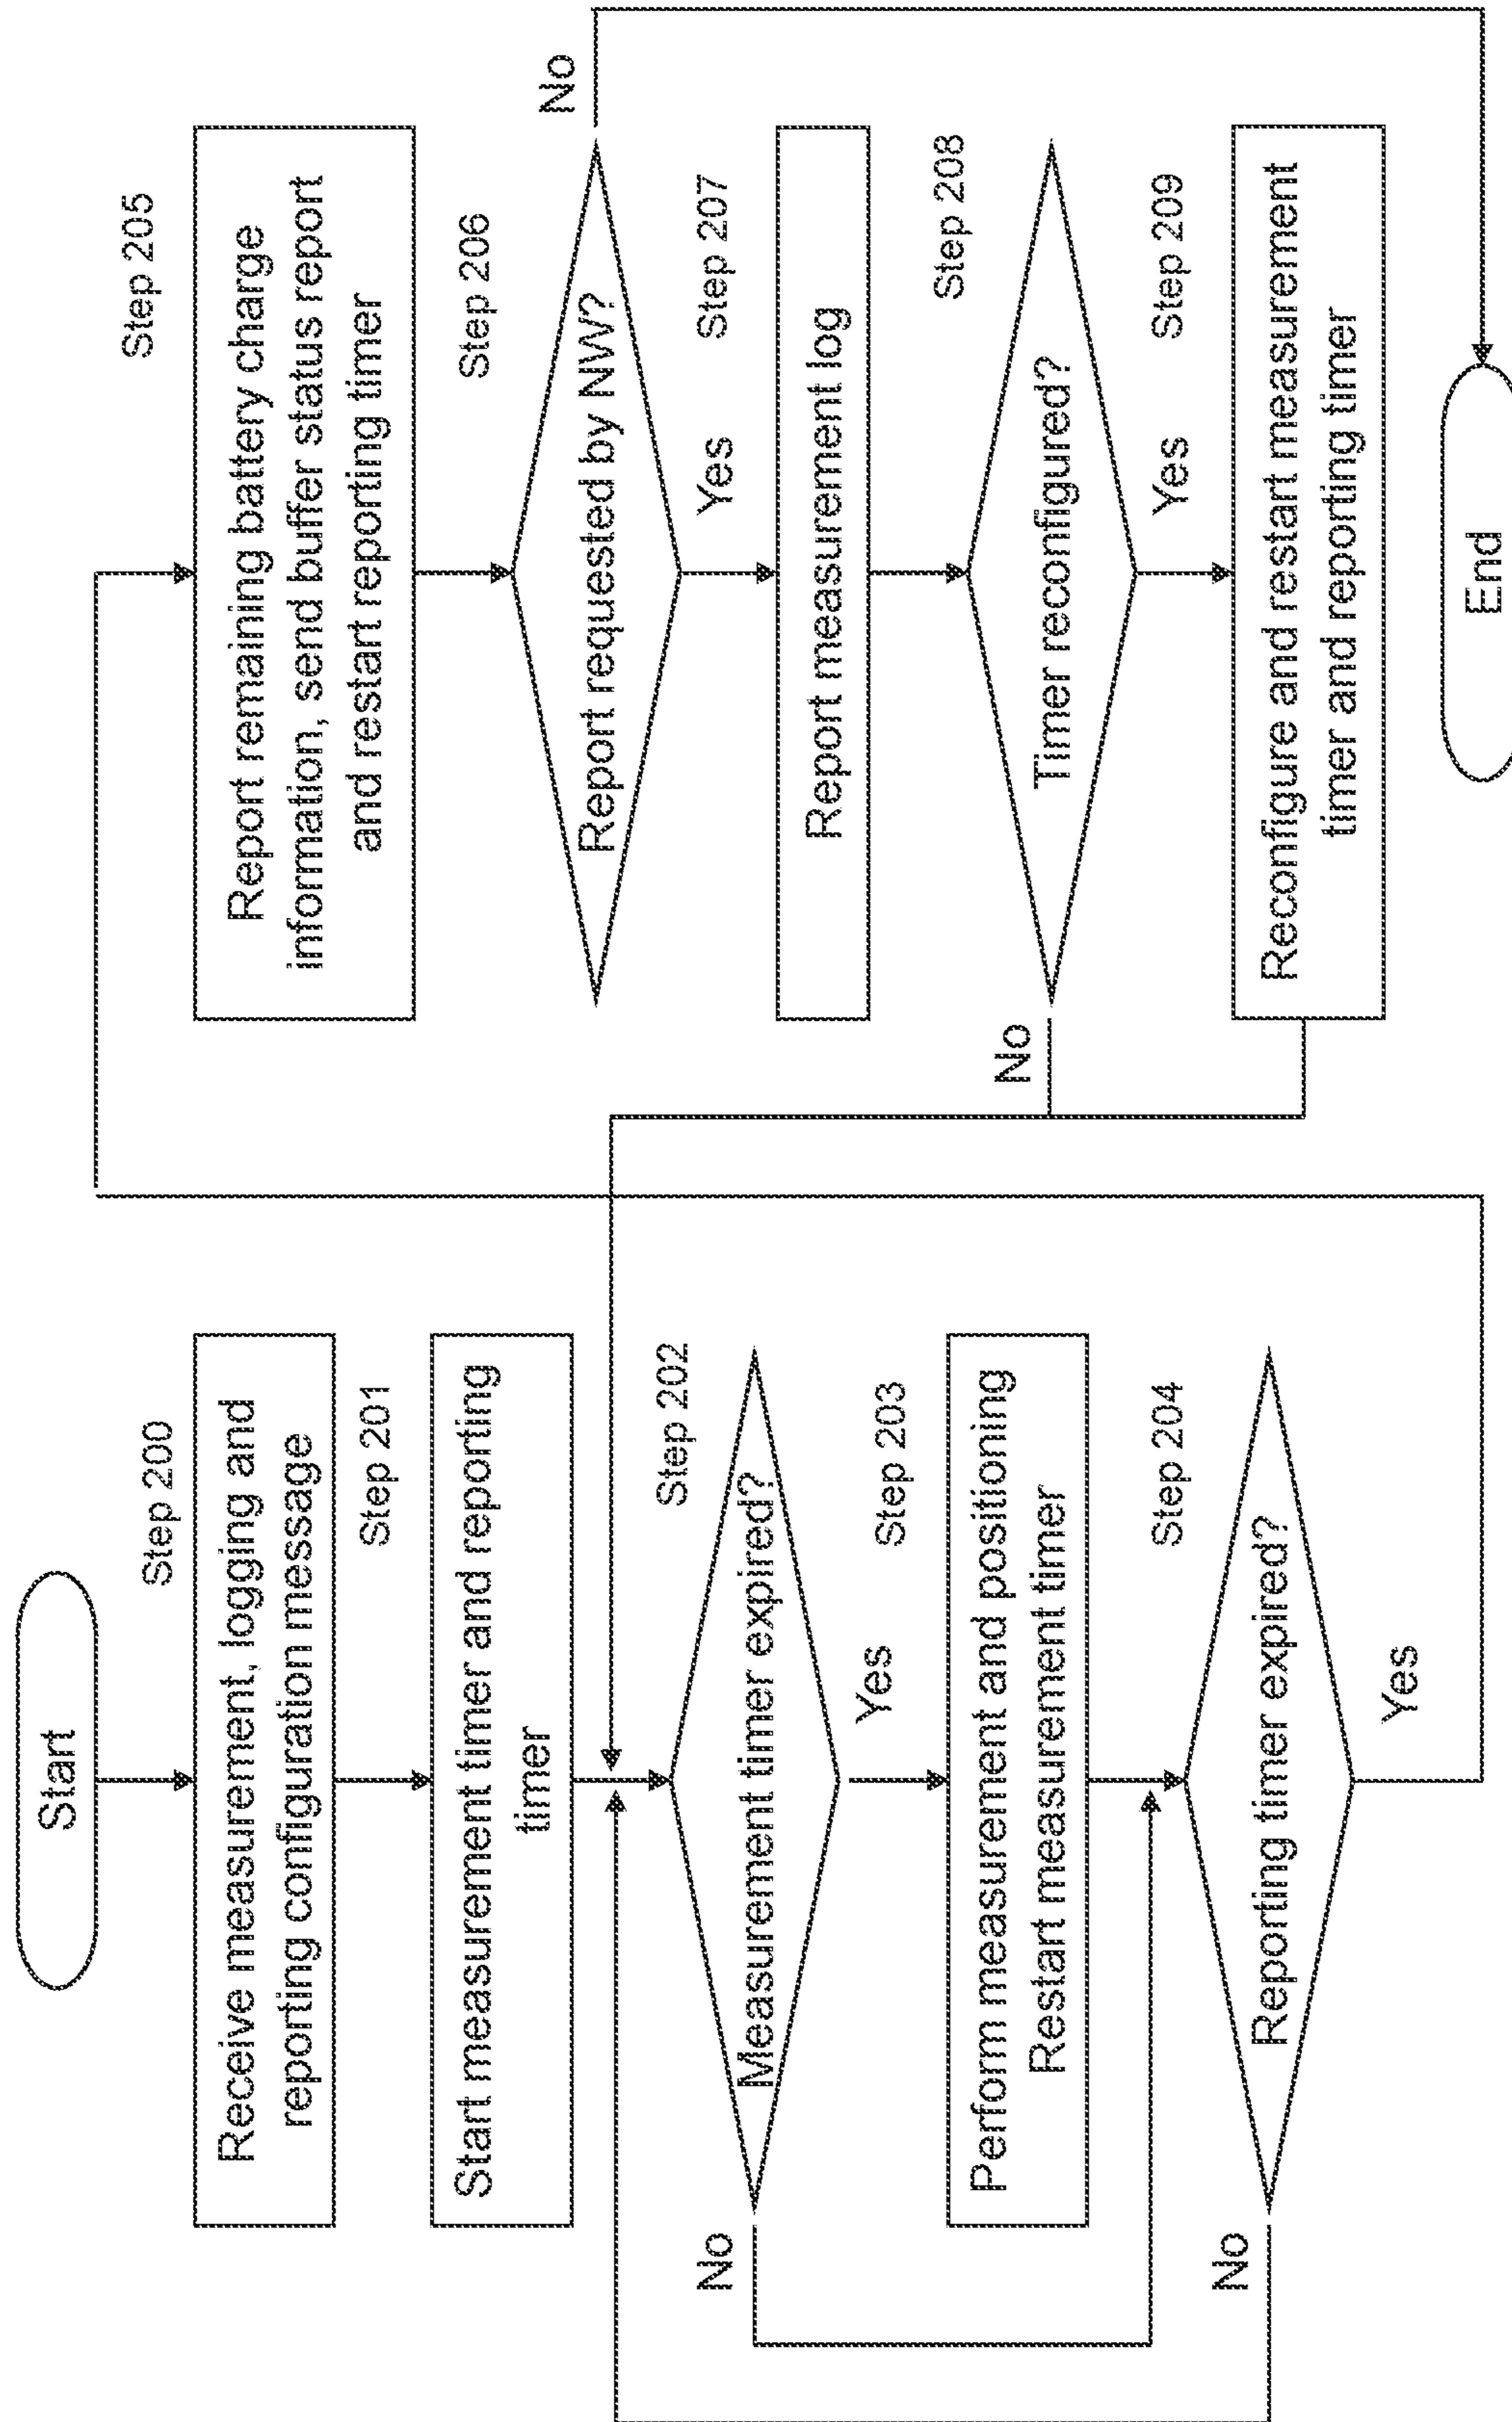 Start
Step 200
Receive measurement, logging and
reporting configuration message
Step 201
Start measurement timer and reporting
timer
Step 202
Measurement timer expired?
No
Yes
Step 203
Perform measurement and positioning
Restart measurement timer
Step 204
Reporting timer expired?
No
Yes
Step 205
Report remaining battery charge
information, send buffer status report
and restart reporting timer
Step 206
Report requested by NW?
No
Yes
Step 207
Report measurement log
Step 208
Timer reconfigured?
No
Yes
Step 209
Reconfigure and restart measurement
timer and reporting timer
End